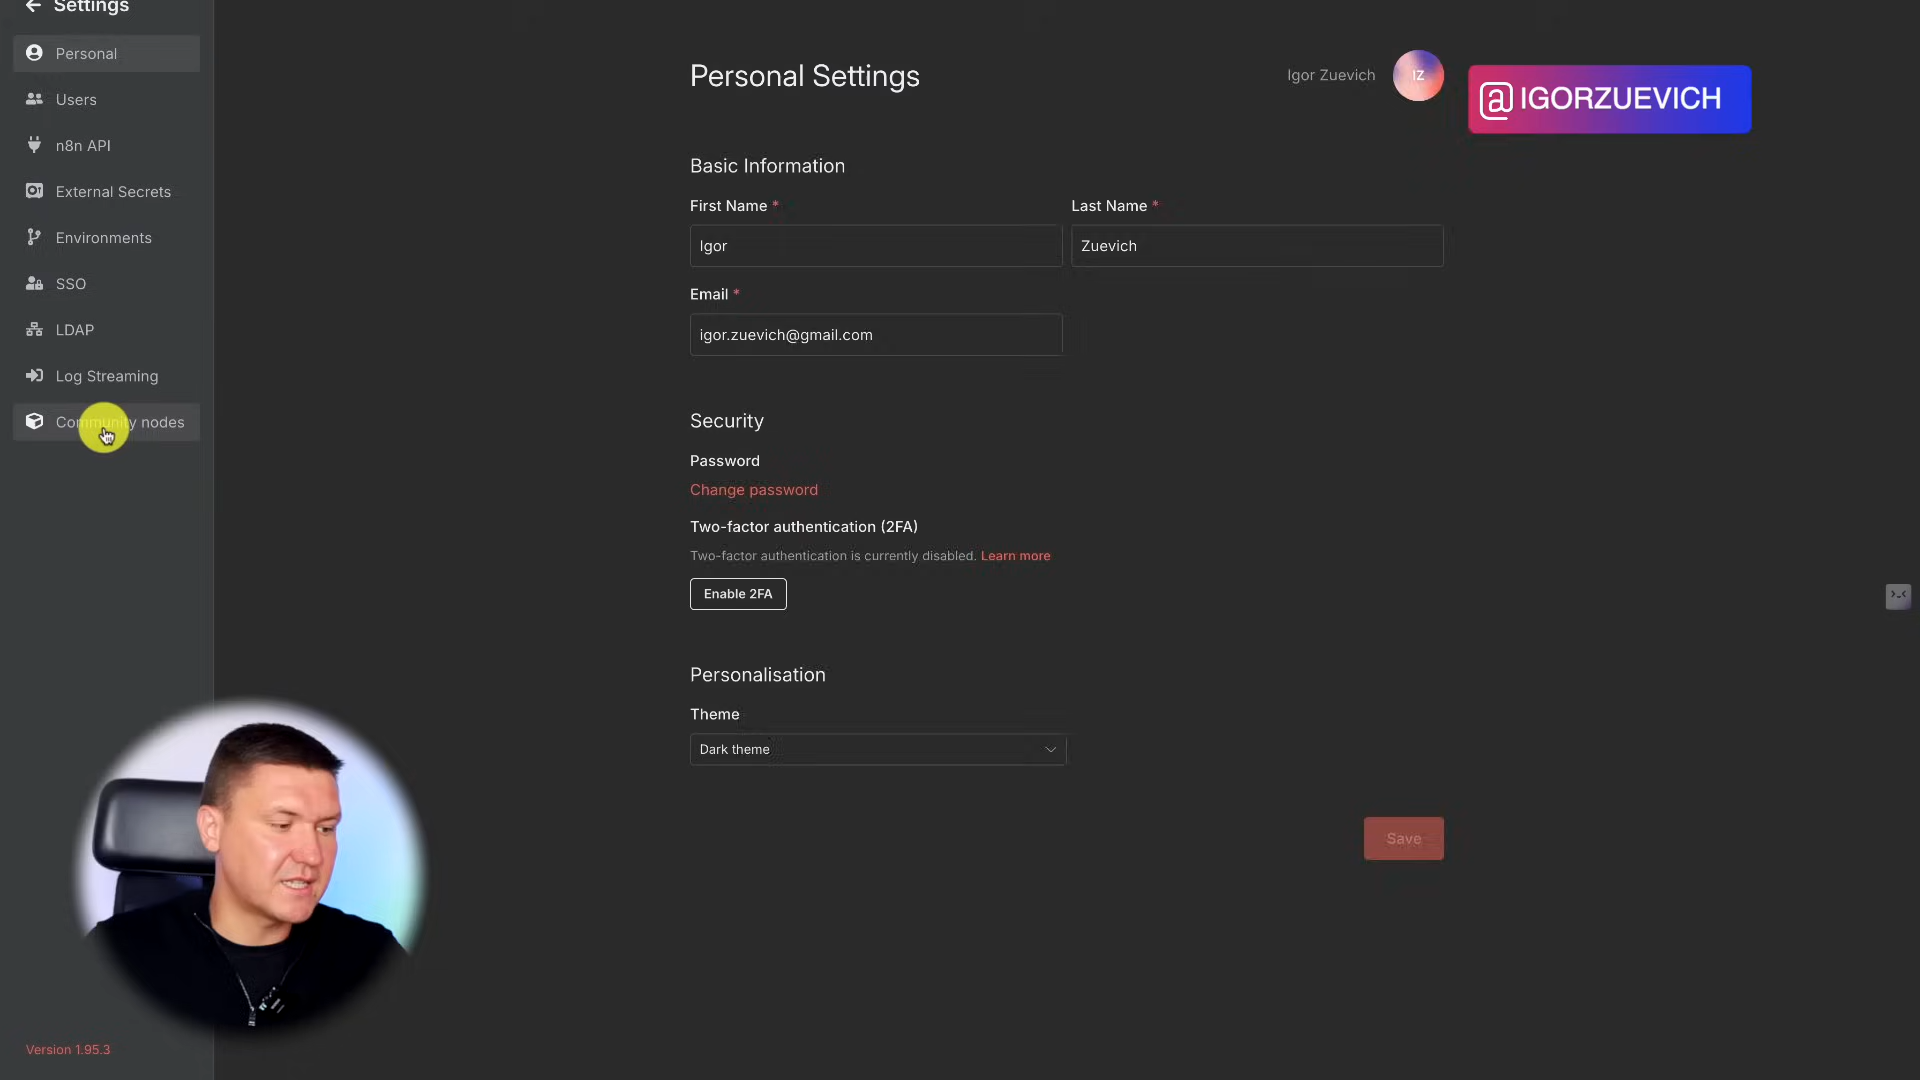 Settings
Personal
Users
n8n API
External Secrets
Environments
SSO
LDAP
Log Streaming
Community nodes
Version 1.95.3
Personal Settings
Igor Zuevich
IZ
@IGORZUEVICH
Basic Information
First Name *
Last Name *
Igor
Zuevich
Email *
igor.zuevich@gmail.com
Security
Password
Change password
Two-factor authentication (2FA)
Two-factor authentication is currently disabled. Learn more
Enable 2FA
Personalisation
Theme
Dark theme
Save